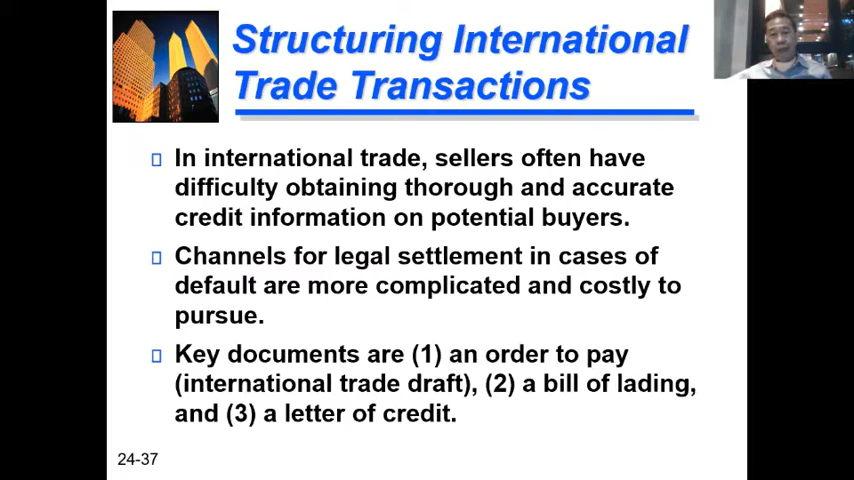 Structuring International
Trade Transactions
In international trade, sellers often have
difficulty obtaining thorough and accurate
credit information on potential buyers.
Channels for legal settlement in cases of
default are more complicated and costly to
pursue.
Key documents are (1) an order to pay
(international trade draft), (2) a bill of lading,
and (3) a letter of credit.
24-37